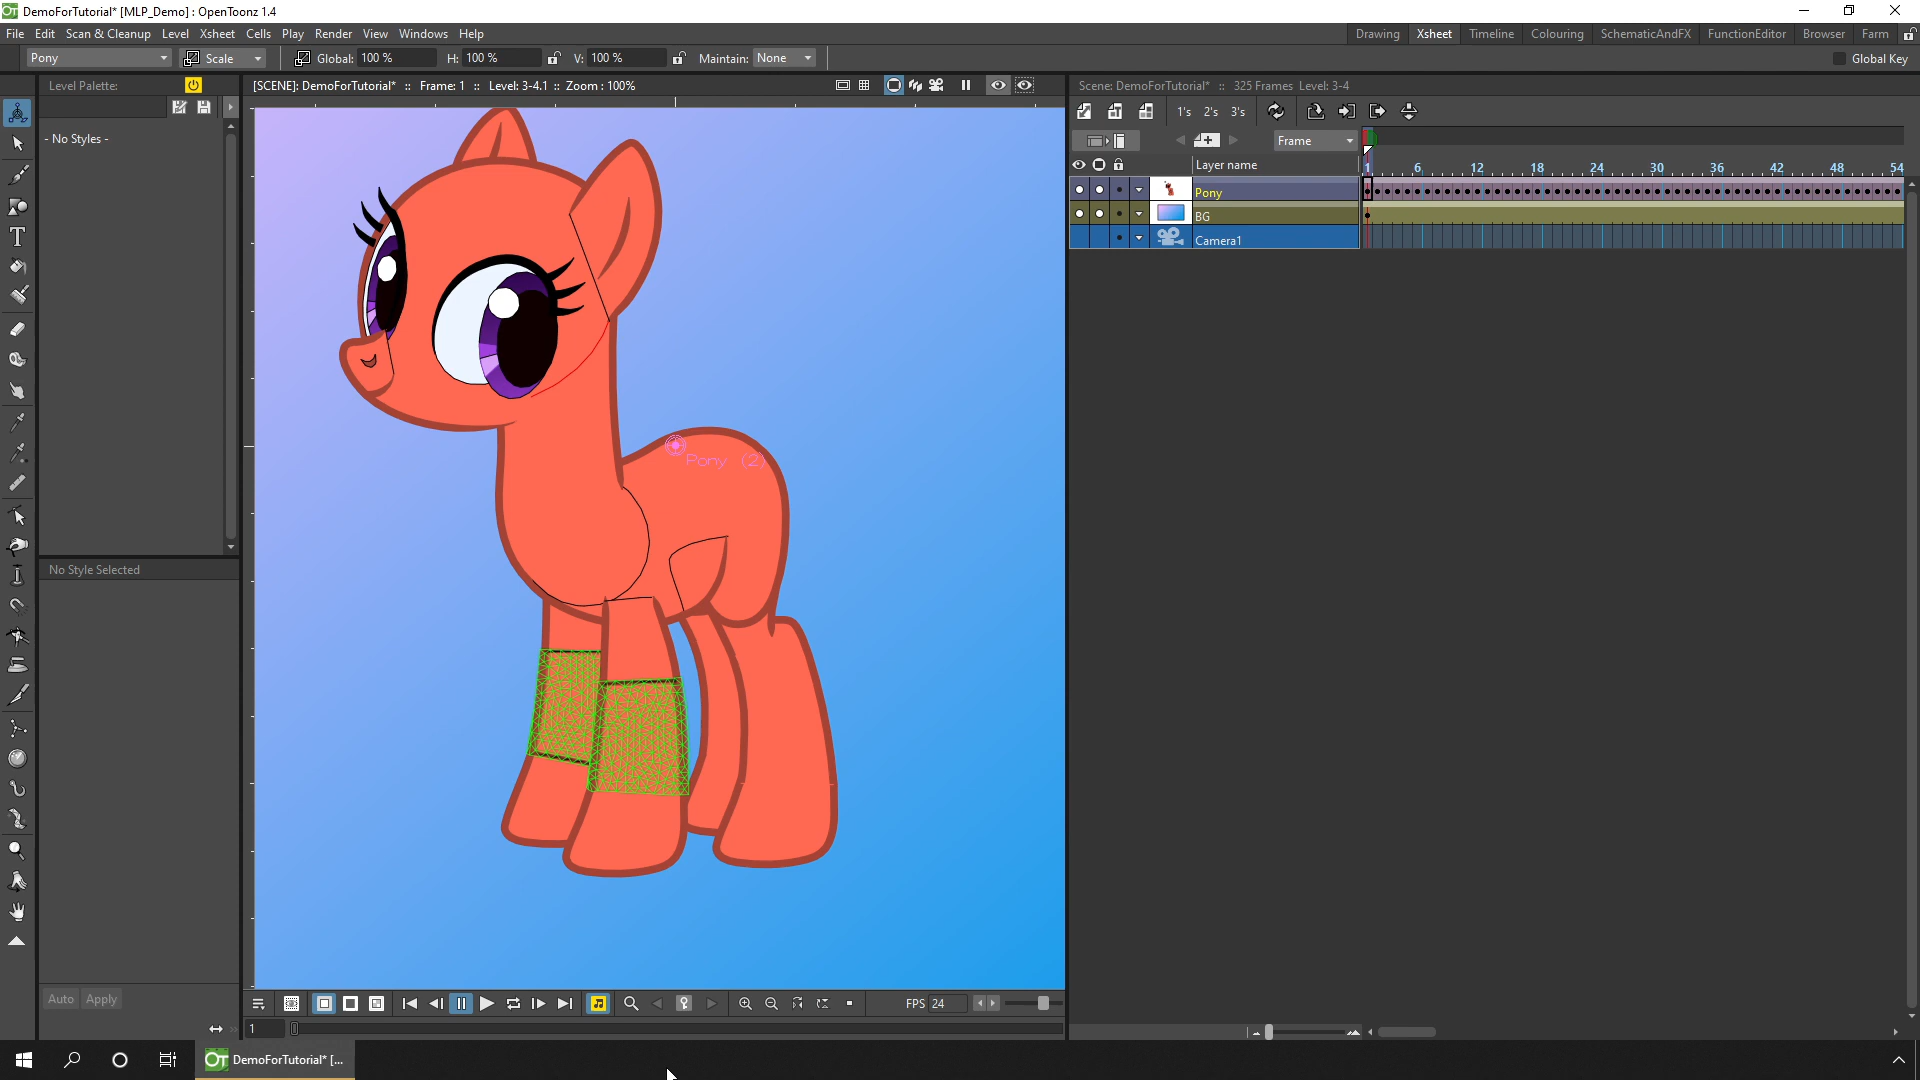 DemoForTutorial* [MLP_Demo] : OpenToonz 1.4
File Edit Scan & Cleanup Level Xsheet Cells Play Render View Windows Help
Drawing Xsheet Timeline Colouring SchematicAndFX FunctionEditor Browser Farm
Pony Scale Global: 100 % H: 100 % V: 100 % Maintain: None Global Key
Level Palette:
[SCENE]: DemoForTutorial* :: Frame: 1 :: Level: 3-4.1 :: Zoom : 100%
Scene: DemoForTutorial* :: 325 Frames Level: 3-4
1's 2's 3's
- No Styles -
Frame
Layer name
1 6 12 18 24 30 36 42 48 54
Pony
BG
Camera1
Pony (2)
No Style Selected
Auto Apply
FPS 24
1
DemoForTutorial* [...